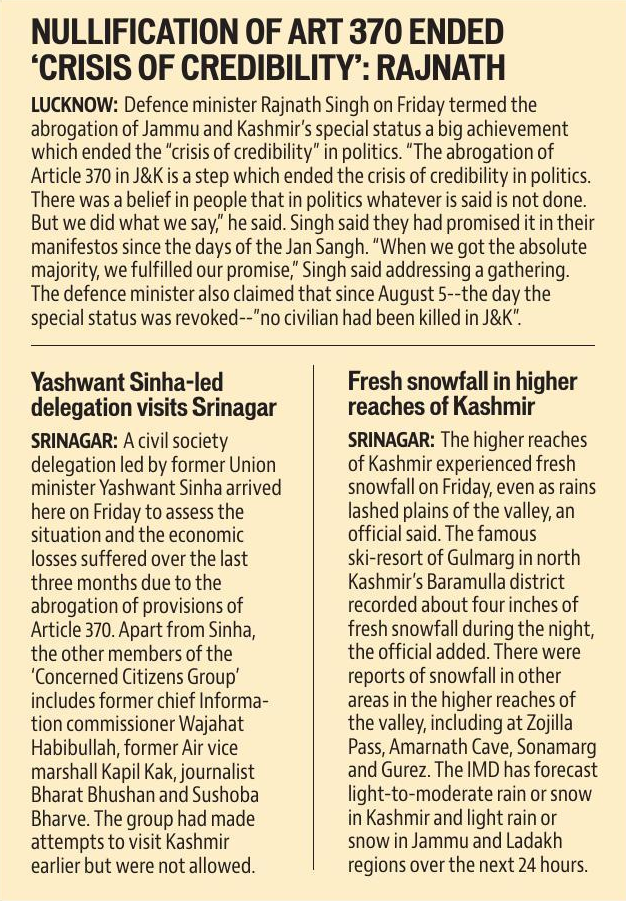 NULLIFICATION OF ART 370 ENDED
‘CRISIS OF CREDIBILITY’: RAJNATH
LUCKNOW: Defence minister Rajnath Singh on Friday termed the
abrogation of Jammu and Kashmir’s special status a big achievement
which ended the “crisis of credibility” in politics. “The abrogation of
Article 370 in J&K is a step which ended the crisis of credibility in politics.
There was a belief in people that in politics whatever is said is not done.
But we did what we say,” he said. Singh said they had promised it in their
manifestos since the days of the Jan Sangh. “When we got the absolute
majority, we fulfilled our promise,” Singh said addressing a gathering.
The defence minister also claimed that since August 5--the day the
special status was revoked--”no civilian had been killed in J&K”.
Yashwant Sinha-led
delegation visits Srinagar
SRINAGAR: A civil society
delegation led by former Union
minister Yashwant Sinha arrived
here on Friday to assess the
situation and the economic
losses suffered over the last
three months due to the
abrogation of provisions of
Article 370. Apart from Sinha,
the other members of the
‘Concerned Citizens Group’
includes former chief Informa-
tion commissioner Wajahat
Habibullah, former Air vice
marshall Kapil Kak, journalist
Bharat Bhushan and Sushoba
Bharve. The group had made
attempts to visit Kashmir
earlier but were not allowed.
Fresh snowfall in higher
reaches of Kashmir
SRINAGAR: The higher reaches
of Kashmir experienced fresh
snowfall on Friday, even as rains
lashed plains of the valley, an
official said. The famous
ski-resort of Gulmarg in north
Kashmir’s Baramulla district
recorded about four inches of
fresh snowfall during the night,
the official added. There were
reports of snowfall in other
areas in the higher reaches of
the valley, including at Zojilla
Pass, Amarnath Cave, Sonamarg
and Gurez. The IMD has forecast
light-to-moderate rain or snow
in Kashmir and light rain or
snow in Jammu and Ladakh
regions over the next 24 hours.